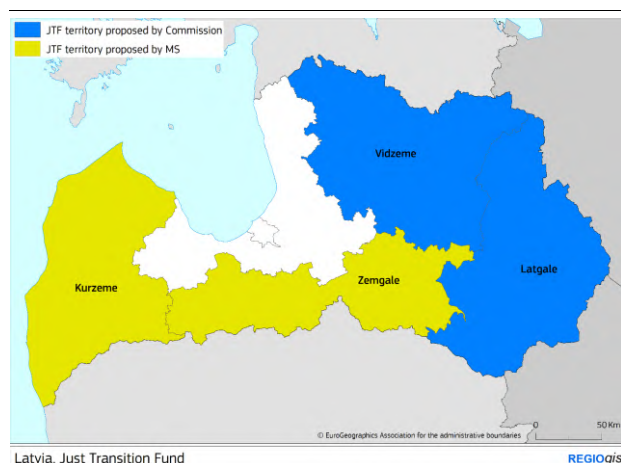 JTF territory proposed by Commission
JTF territory proposed by MS
Vidzeme
Latgale
Zemgale
Kurzeme
© EuroGeographics Association for the administrative boundaries
0 50 Km
Latvia, Just Transition Fund
REGIOgis